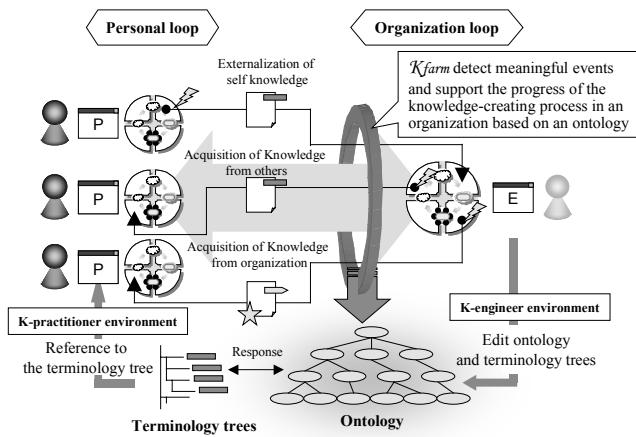 Personal loop
Organization loop
Externalization of
self knowledge
Kfarm detect meaningful events
and support the progress of the
knowledge-creating process in an
organization based on an ontology
P
Acquisition of Knowledge
from others
P
E
Acquisition of Knowledge
from organization
P
K-practitioner environment
K-engineer environment
Reference to
the terminology tree
Response
Edit ontology
and terminology trees
Terminology trees
Ontology